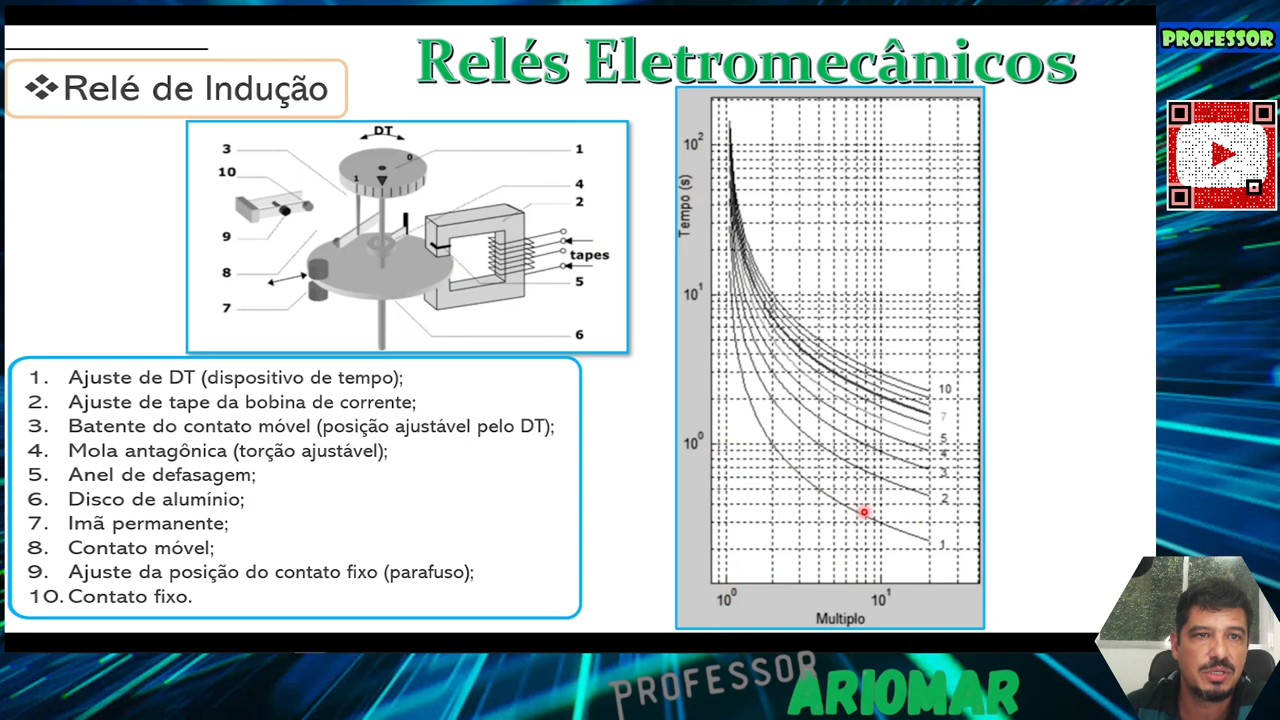 PROFESSOR
Relés Eletromecânicos
❖Relé de Indução
DT
0
1
3
10
9
8
7
1
4
2
tapes
5
6
1. Ajuste de DT (dispositivo de tempo);
2. Ajuste de tape da bobina de corrente;
3. Batente do contato móvel (posição ajustável pelo DT);
4. Mola antagônica (torção ajustável);
5. Anel de defasagem;
6. Disco de alumínio;
7. Imã permanente;
8. Contato móvel;
9. Ajuste da posição do contato fixo (parafuso);
10. Contato fixo.
10²
10¹
10⁰
Tempo (s)
10
7
5
4
3
2
1
10⁰
10¹
Multiplo
PROFESSOR
ARIOMAR